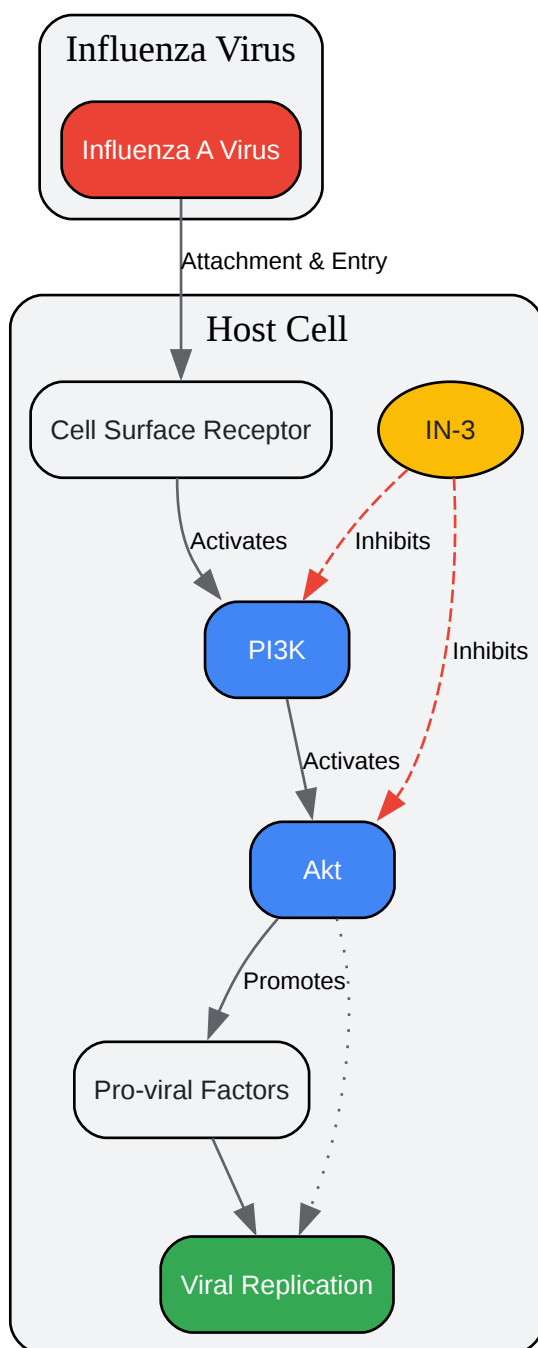 Influenza Virus
Influenza A Virus
Attachment & Entry
Host Cell
Cell Surface Receptor
IN-3
Activates
Inhibits
PI3K
Inhibits
Activates
Akt
Promotes
Pro-viral Factors
Viral Replication